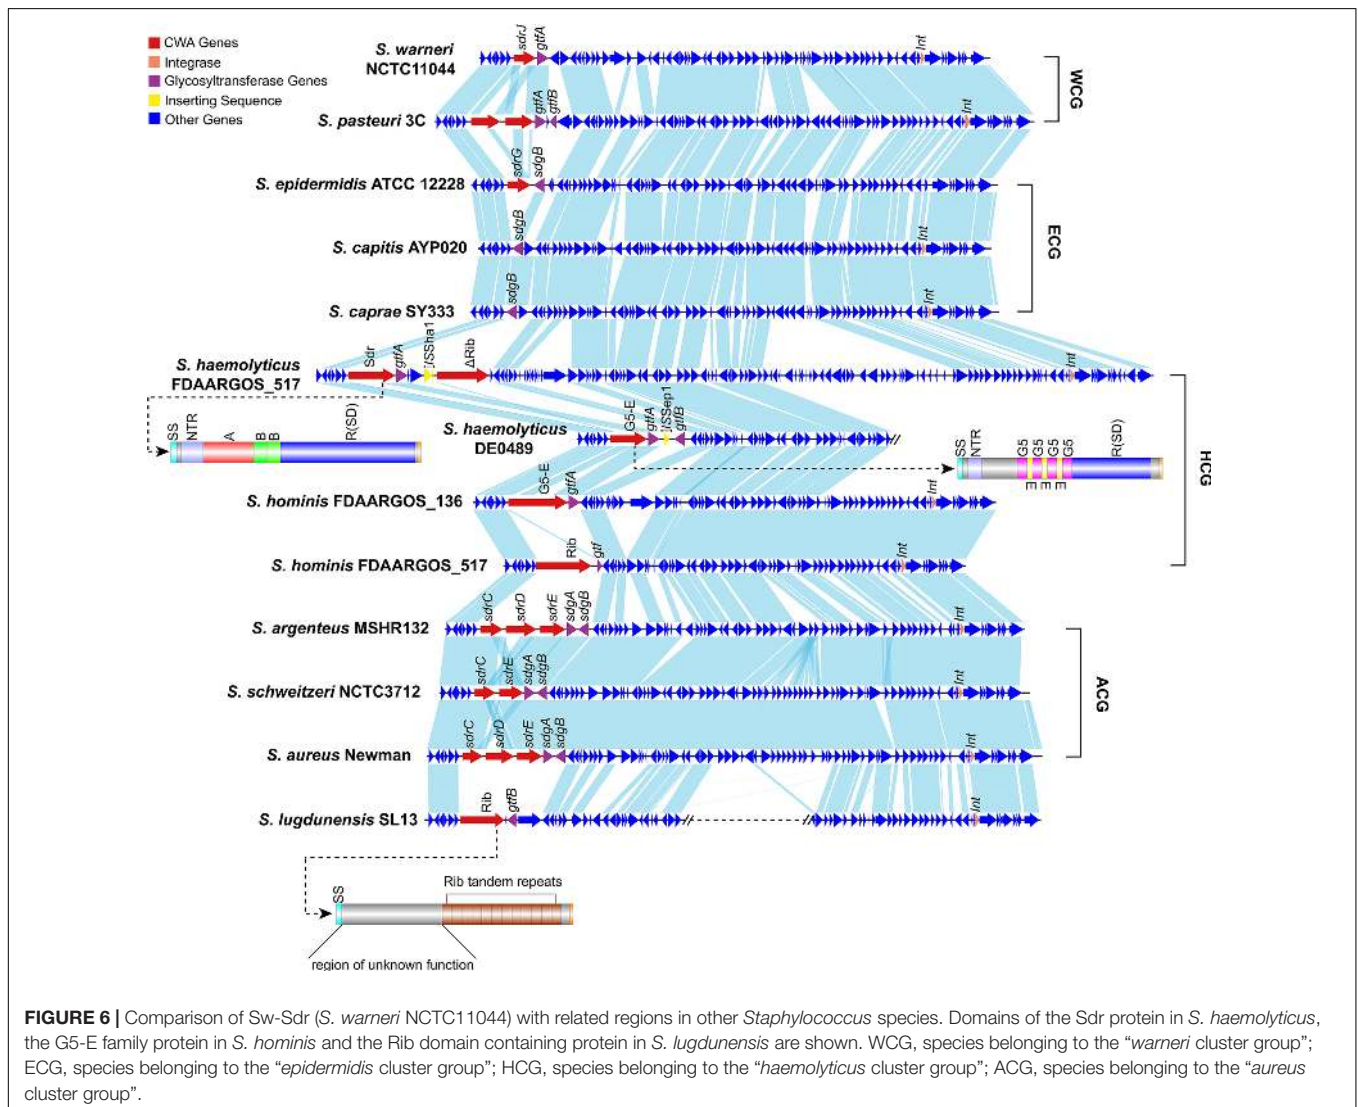 CWA Genes
Integrase
Glycosyltransferase Genes
Inserting Sequence
Other Genes
sdrJ
gtfA
Int
S. warneri
NCTC11044
WCG
gtfA
gtfB
Int
S. pasteuri 3C
sdrG
sdgB
S. epidermidis ATCC 12228
sdgB
Int
S. capitis AYP020
ECG
sdgB
Int
S. caprae SY333
Sdr
gtfA
ISSha1
ΔRib
Int
S. haemolyticus
FDAARGOS_517
SS
NTR
A
B
B
R(SD)
G5-E
gtfA
ISSep1
gtfB
S. haemolyticus
DE0489
SS
NTR
G5
G5
G5
G5
E
E
E
R(SD)
HCG
G5-E
gtfA
Int
S. hominis FDAARGOS_136
Rib
gtf
Int
S. hominis FDAARGOS_517
sdrC
sdrD
sdrE
sdgA
sdgB
Int
S. argenteus MSHR132
sdrC
sdrE
sdgA
sdgB
Int
S. schweitzeri NCTC3712
ACG
sdrC
sdrD
sdrE
sdgA
sdgB
Int
S. aureus Newman
Rib
gtfB
Int
S. lugdunensis SL13
SS
Rib tandem repeats
region of unknown function
FIGURE 6 | Comparison of Sw-Sdr (S. warneri NCTC11044) with related regions in other Staphylococcus species. Domains of the Sdr protein in S. haemolyticus,
the G5-E family protein in S. hominis and the Rib domain containing protein in S. lugdunensis are shown. WCG, species belonging to the “warneri cluster group”;
ECG, species belonging to the “epidermidis cluster group”; HCG, species belonging to the “haemolyticus cluster group”; ACG, species belonging to the “aureus
cluster group”.